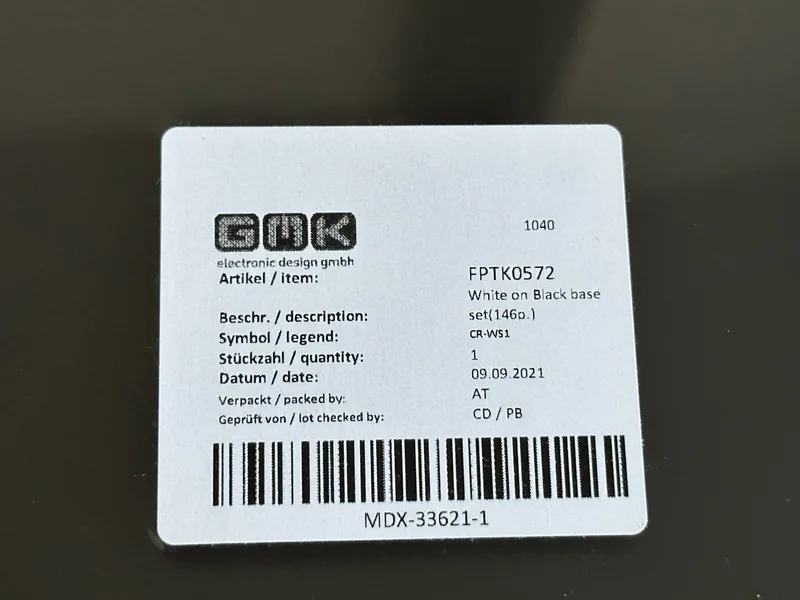 GMK
1040
electronic design gmbh
Artikel / item: FPTK0572
White on Black base
Beschr. / description: set(146p.)
Symbol / legend: CR-WS1
Stückzahl / quantity: 1
Datum / date: 09.09.2021
Verpackt / packed by: AT
Geprüft von / lot checked by: CD / PB
MDX-33621-1